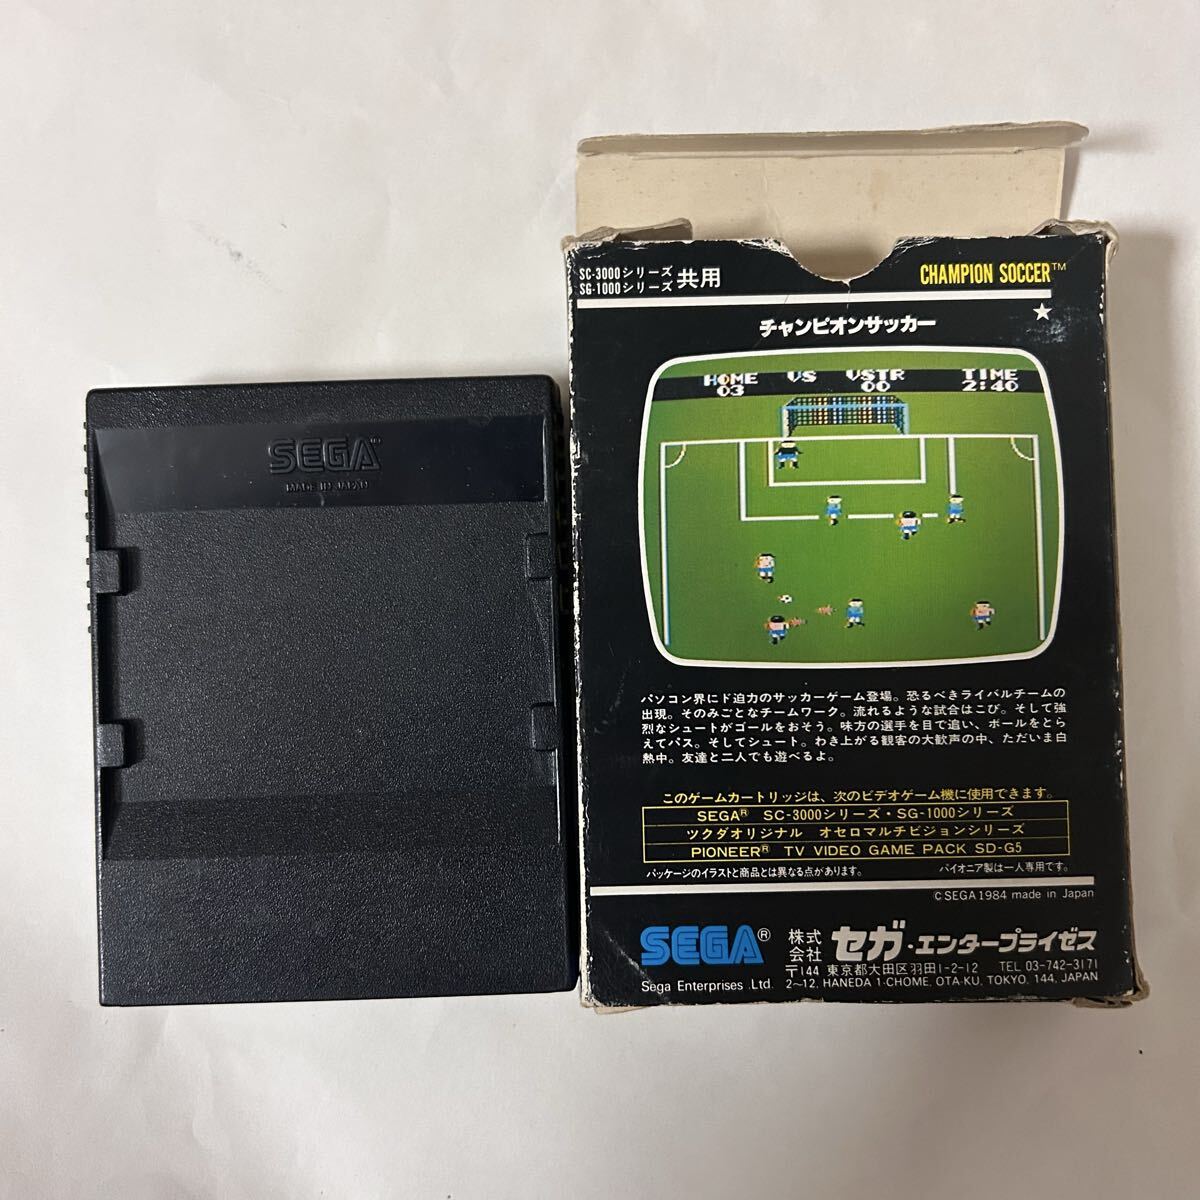 SEGA™
MADE IN JAPAN
SC-3000シリーズ
SG-1000シリーズ
共用
CHAMPION SOCCER™
チャンピオンサッカー
HOME VS VSTR TIME
03 00 2:40
パソコン界にド迫力のサッカーゲーム登場。恐るべきライバルチームの
出現。そのみごとなチームワーク。流れるような試合はこび。そして強
烈なシュートがゴールをおそう。味方の選手を目で追い、ボールをとら
えてパス。そしてシュート。わき上がる観客の大歓声の中、ただいま白
熱中。友達と二人でも遊べるよ。
このゲームカートリッジは、次のビデオゲーム機に使用できます。
SEGA® SC-3000シリーズ・SG-1000シリーズ
ツクダオリジナル オセロマルチビジョンシリーズ
PIONEER® TV VIDEO GAME PACK SD-G5
パッケージのイラストと商品とは異なる点があります。 パイオニア製は一人専用です。
© SEGA 1984 made in Japan
SEGA® 株式会社 セガ・エンタープライゼス
〒144 東京都大田区羽田1-2-12 TEL 03-742-3171
Sega Enterprises Ltd. 2~12, HANEDA 1-CHOME, OTA-KU, TOKYO, 144, JAPAN